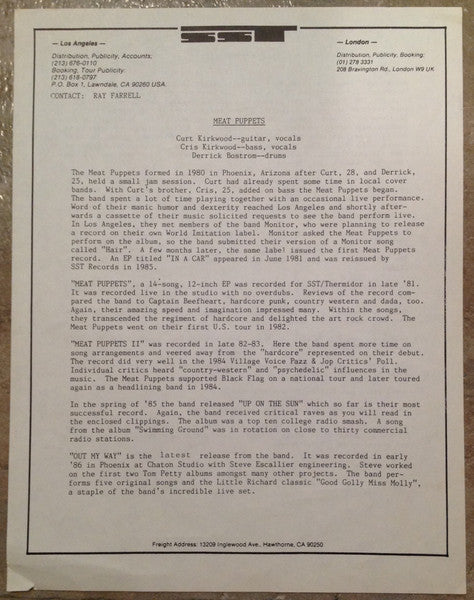 SST
— Los Angeles —
Distribution, Publicity, Accounts:
(213) 676-0110
Booking, Tour Publicity:
(213) 618-0797
P.O. Box 1, Lawndale, CA 90260 USA
— London —
Distribution, Publicity, Booking:
(01) 278 3331
208 Bravington Rd., London W9 UK
CONTACT: RAY FARRELL
MEAT PUPPETS
Curt Kirkwood--guitar, vocals
Cris Kirkwood--bass, vocals
Derrick Bostrom--drums
The Meat Puppets formed in 1980 in Phoenix, Arizona after Curt, 28, and Derrick,
25, held a small jam session. Curt had already spent some time in local cover
bands. With Curt's brother, Cris, 25, added on bass the Meat Puppets began.
The band spent a lot of time playing together with an occasional live performance.
Word of their manic humor and dexterity reached Los Angeles and shortly after-
wards a cassette of their music solicited requests to see the band perform live.
In Los Angeles, they met members of the band Monitor, who were planning to release
a record on their own World Imitation Label. Monitor asked the Meat Puppets to
perform on the album, so the band submitted their version of a Monitor song
called "Hair". A few months later, the same label issued the first Meat Puppets
record. An EP titled "IN A CAR" appeared in June 1981 and was reissued by
SST Records in 1985.
"MEAT PUPPETS", a 14-song, 12-inch EP was recorded for SST/Thermidor in late '81.
It was recorded live in the studio with no overdubs. Reviews of the record com-
pared the band to Captain Beefheart, hardcore punk, country western and dada, too.
Again, their amazing speed and imagination impressed many. Within the songs,
they transcended the regiment of hardcore and delighted the art rock crowd. The
Meat Puppets went on their first U.S. tour in 1982.
"MEAT PUPPETS II" was recorded in late 82-83. Here the band spent more time on
song arrangements and veered away from the "hardcore" represented on their debut.
The record did very well in the 1984 Village Voice Pazz & Jop Critics' Poll.
Individual critics heard "country-western" and "psychedelic" influences in the
music. The Meat Puppets supported Black Flag on a national tour and later toured
again as a headlining band in 1984.
In the spring of '85 the band released "UP ON THE SUN" which so far is their most
successful record. Again, the band received critical raves as you will read in
the enclosed clippings. The album was a top ten college radio smash. A song
from the album "Swimming Ground" was in rotation on close to thirty commercial
radio stations.
"OUT MY WAY" is the latest release from the band. It was recorded in early
'86 in Phoenix at Chaton Studio with Steve Escallier engineering. Steve worked
on the first two Tom Petty albums amongst many other projects. The band per-
forms five original songs and the Little Richard classic "Good Golly Miss Molly",
a staple of the band's incredible live set.
Freight Address: 13209 Inglewood Ave., Hawthorne, CA 90250